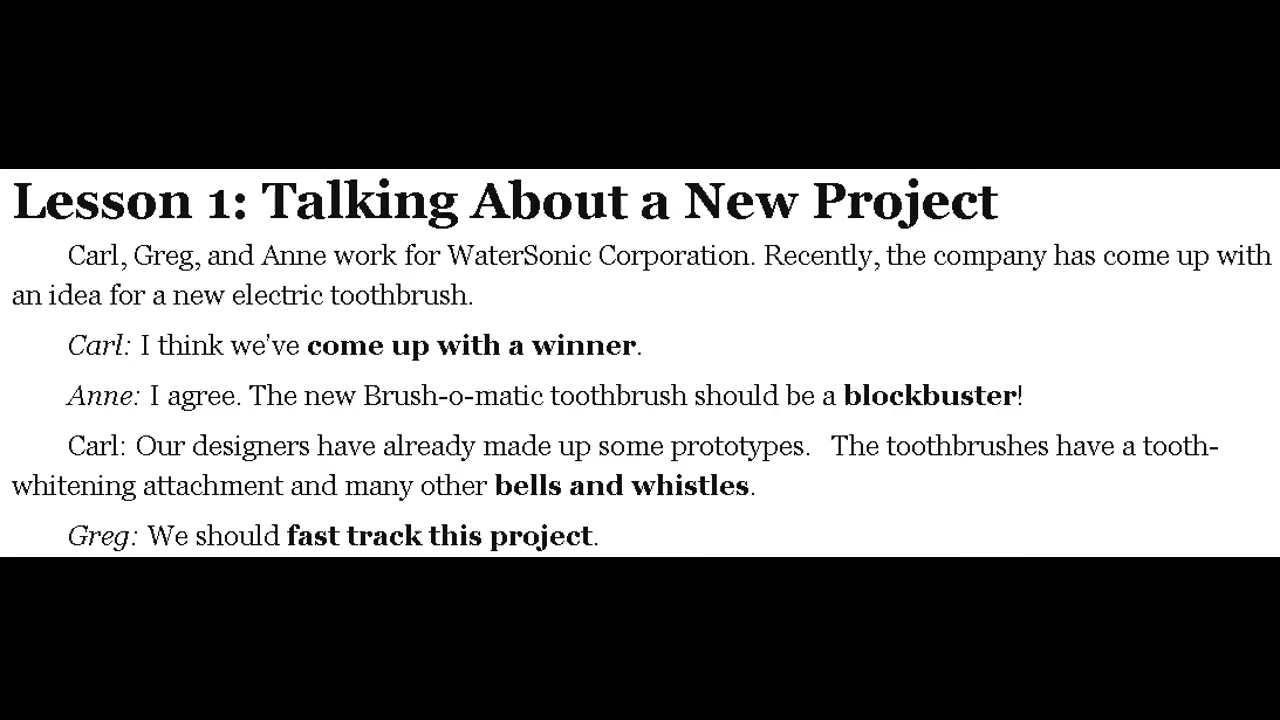 Lesson 1: Talking About a New Project
Carl, Greg, and Anne work for WaterSonic Corporation. Recently, the company has come up with
an idea for a new electric toothbrush.
Carl: I think we've come up with a winner.
Anne: I agree. The new Brush-o-matic toothbrush should be a blockbuster!
Carl: Our designers have already made up some prototypes.   The toothbrushes have a tooth-
whitening attachment and many other bells and whistles.
Greg: We should fast track this project.